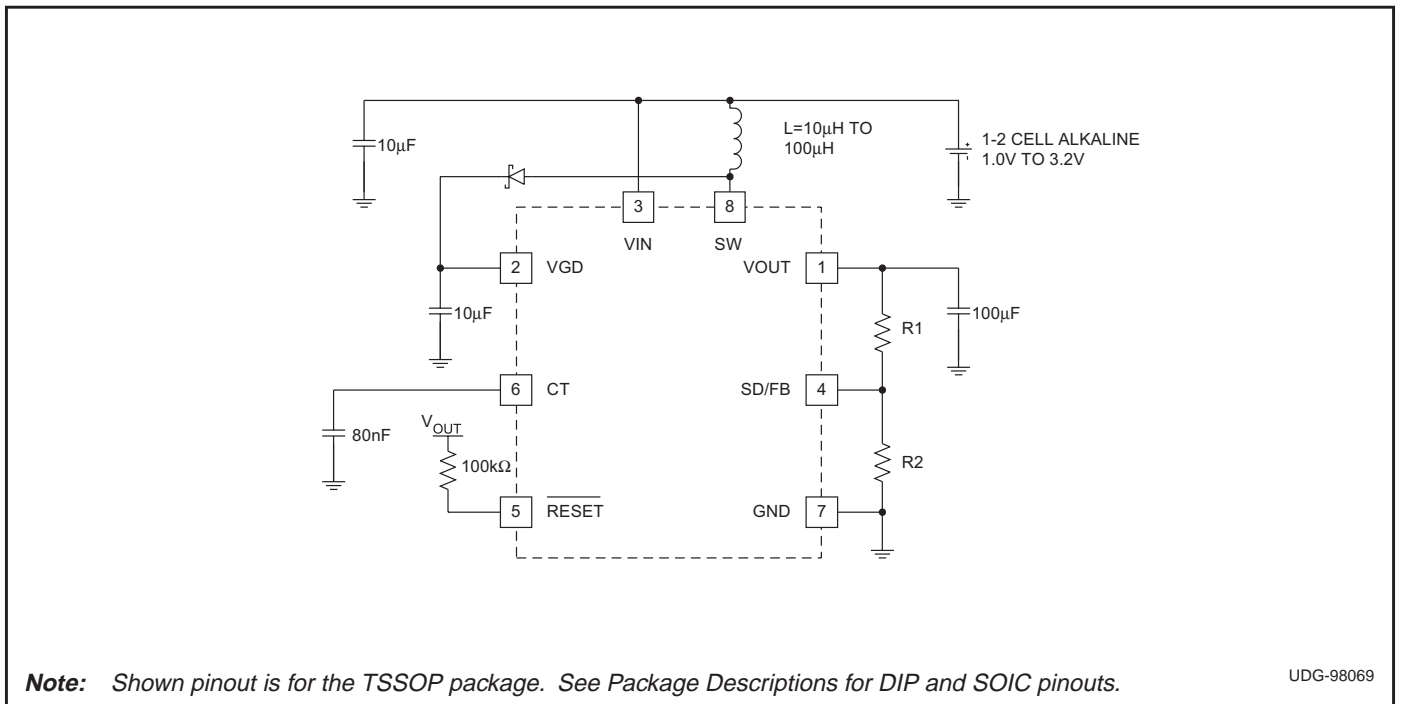 10μF
L=10μH TO
100μH
+
1-2 CELL ALKALINE
1.0V TO 3.2V
3
8
VIN
SW
2
VGD
VOUT
1
10μF
R1
100μF
6
CT
SD/FB
4
80nF
VOUT
100kΩ
R2
5
RESET
GND
7
Note: Shown pinout is for the TSSOP package. See Package Descriptions for DIP and SOIC pinouts.
UDG-98069